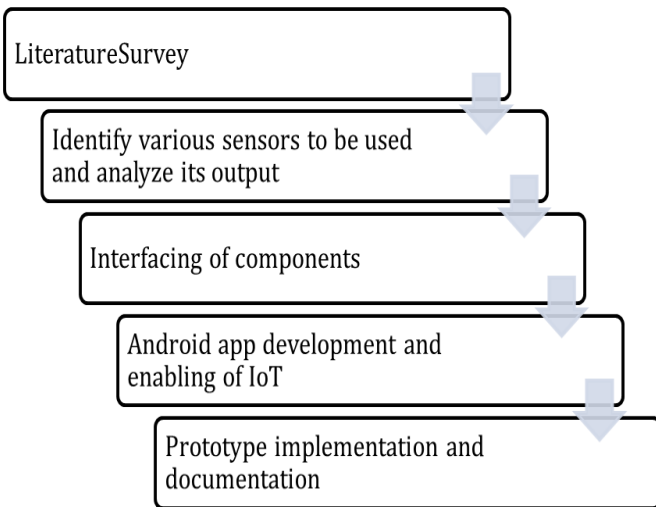 LiteratureSurvey
Identify various sensors to be used
and analyze its output
Interfacing of components
Android app development and
enabling of IoT
Prototype implementation and
documentation